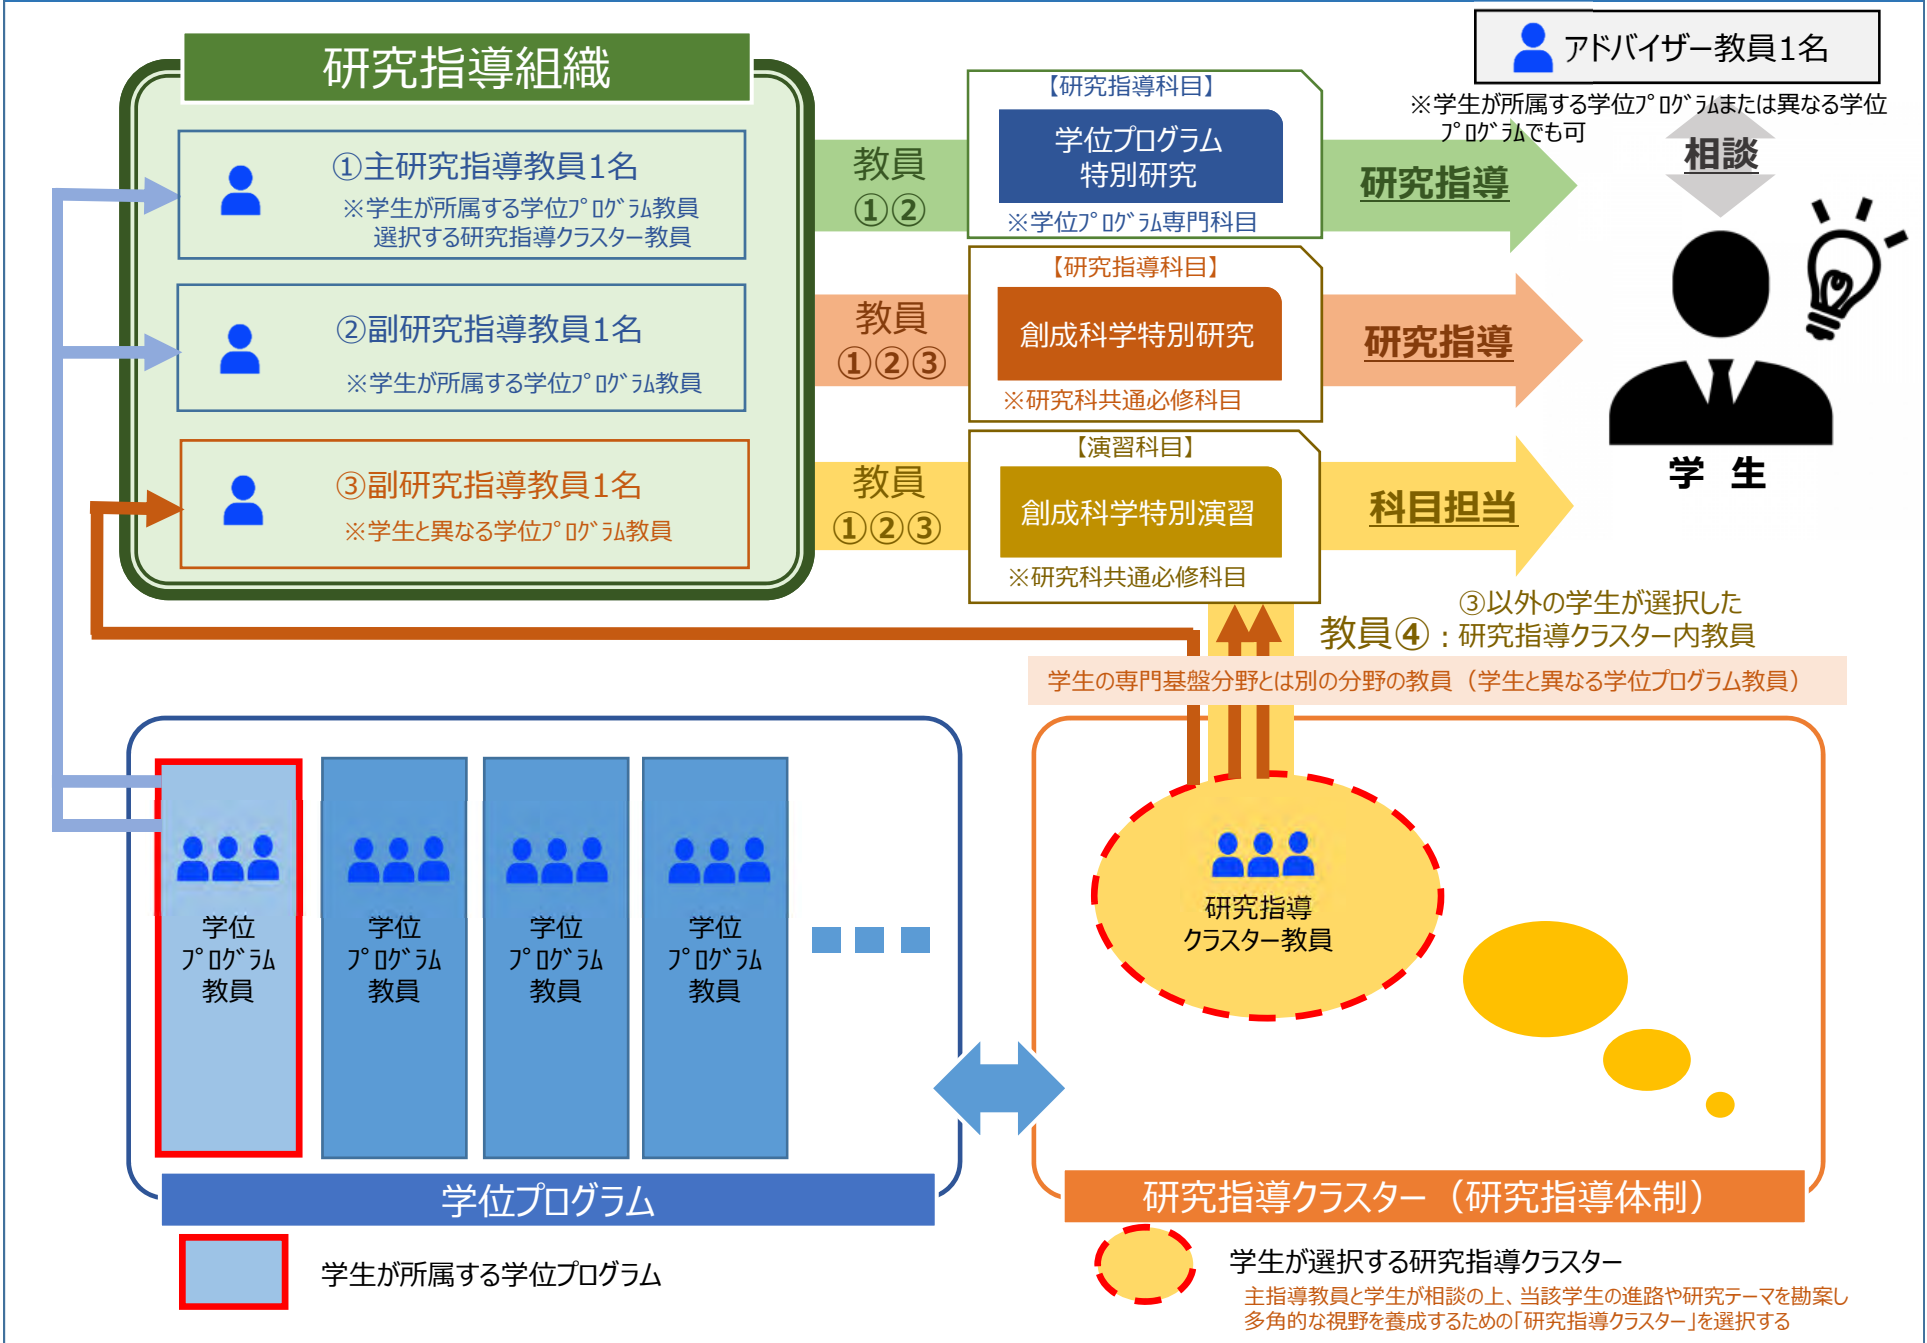 研究指導組織
①主研究指導教員1名
※学生が所属する学位プログラム教員
選択する研究指導クラスター教員
②副研究指導教員1名
※学生が所属する学位プログラム教員
③副研究指導教員1名
※学生と異なる学位プログラム教員
教員
①②
教員
①②③
教員
①②③
【研究指導科目】
学位プログラム
特別研究
※学位プログラム専門科目
【研究指導科目】
創成科学特別研究
※研究科共通必修科目
【演習科目】
創成科学特別演習
※研究科共通必修科目
研究指導
研究指導
科目担当
アドバイザー教員1名
※学生が所属する学位プログラムまたは異なる学位
プログラムでも可
相談
学 生
③以外の学生が選択した
教員④：研究指導クラスター内教員
学生の専門基盤分野とは別の分野の教員（学生と異なる学位プログラム教員）
学位
プログラム
教員
学位
プログラム
教員
学位
プログラム
教員
学位
プログラム
教員
学位プログラム
学生が所属する学位プログラム
研究指導
クラスター教員
研究指導クラスター（研究指導体制）
学生が選択する研究指導クラスター
主指導教員と学生が相談の上、当該学生の進路や研究テーマを勘案し
多角的な視野を養成するための「研究指導クラスター」を選択する